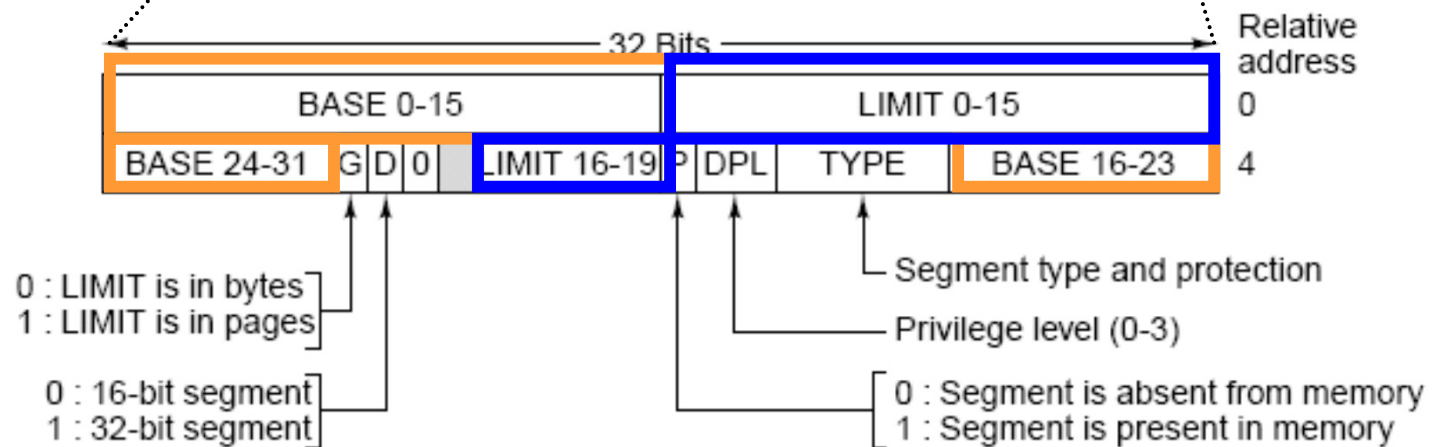 32 Bits
Relative
address
BASE 0-15
LIMIT 0-15
0
BASE 24-31
G
D
0
LIMIT 16-19
P
DPL
TYPE
BASE 16-23
4
0 : LIMIT is in bytes
1 : LIMIT is in pages
Segment type and protection
Privilege level (0-3)
0 : 16-bit segment
1 : 32-bit segment
0 : Segment is absent from memory
1 : Segment is present in memory